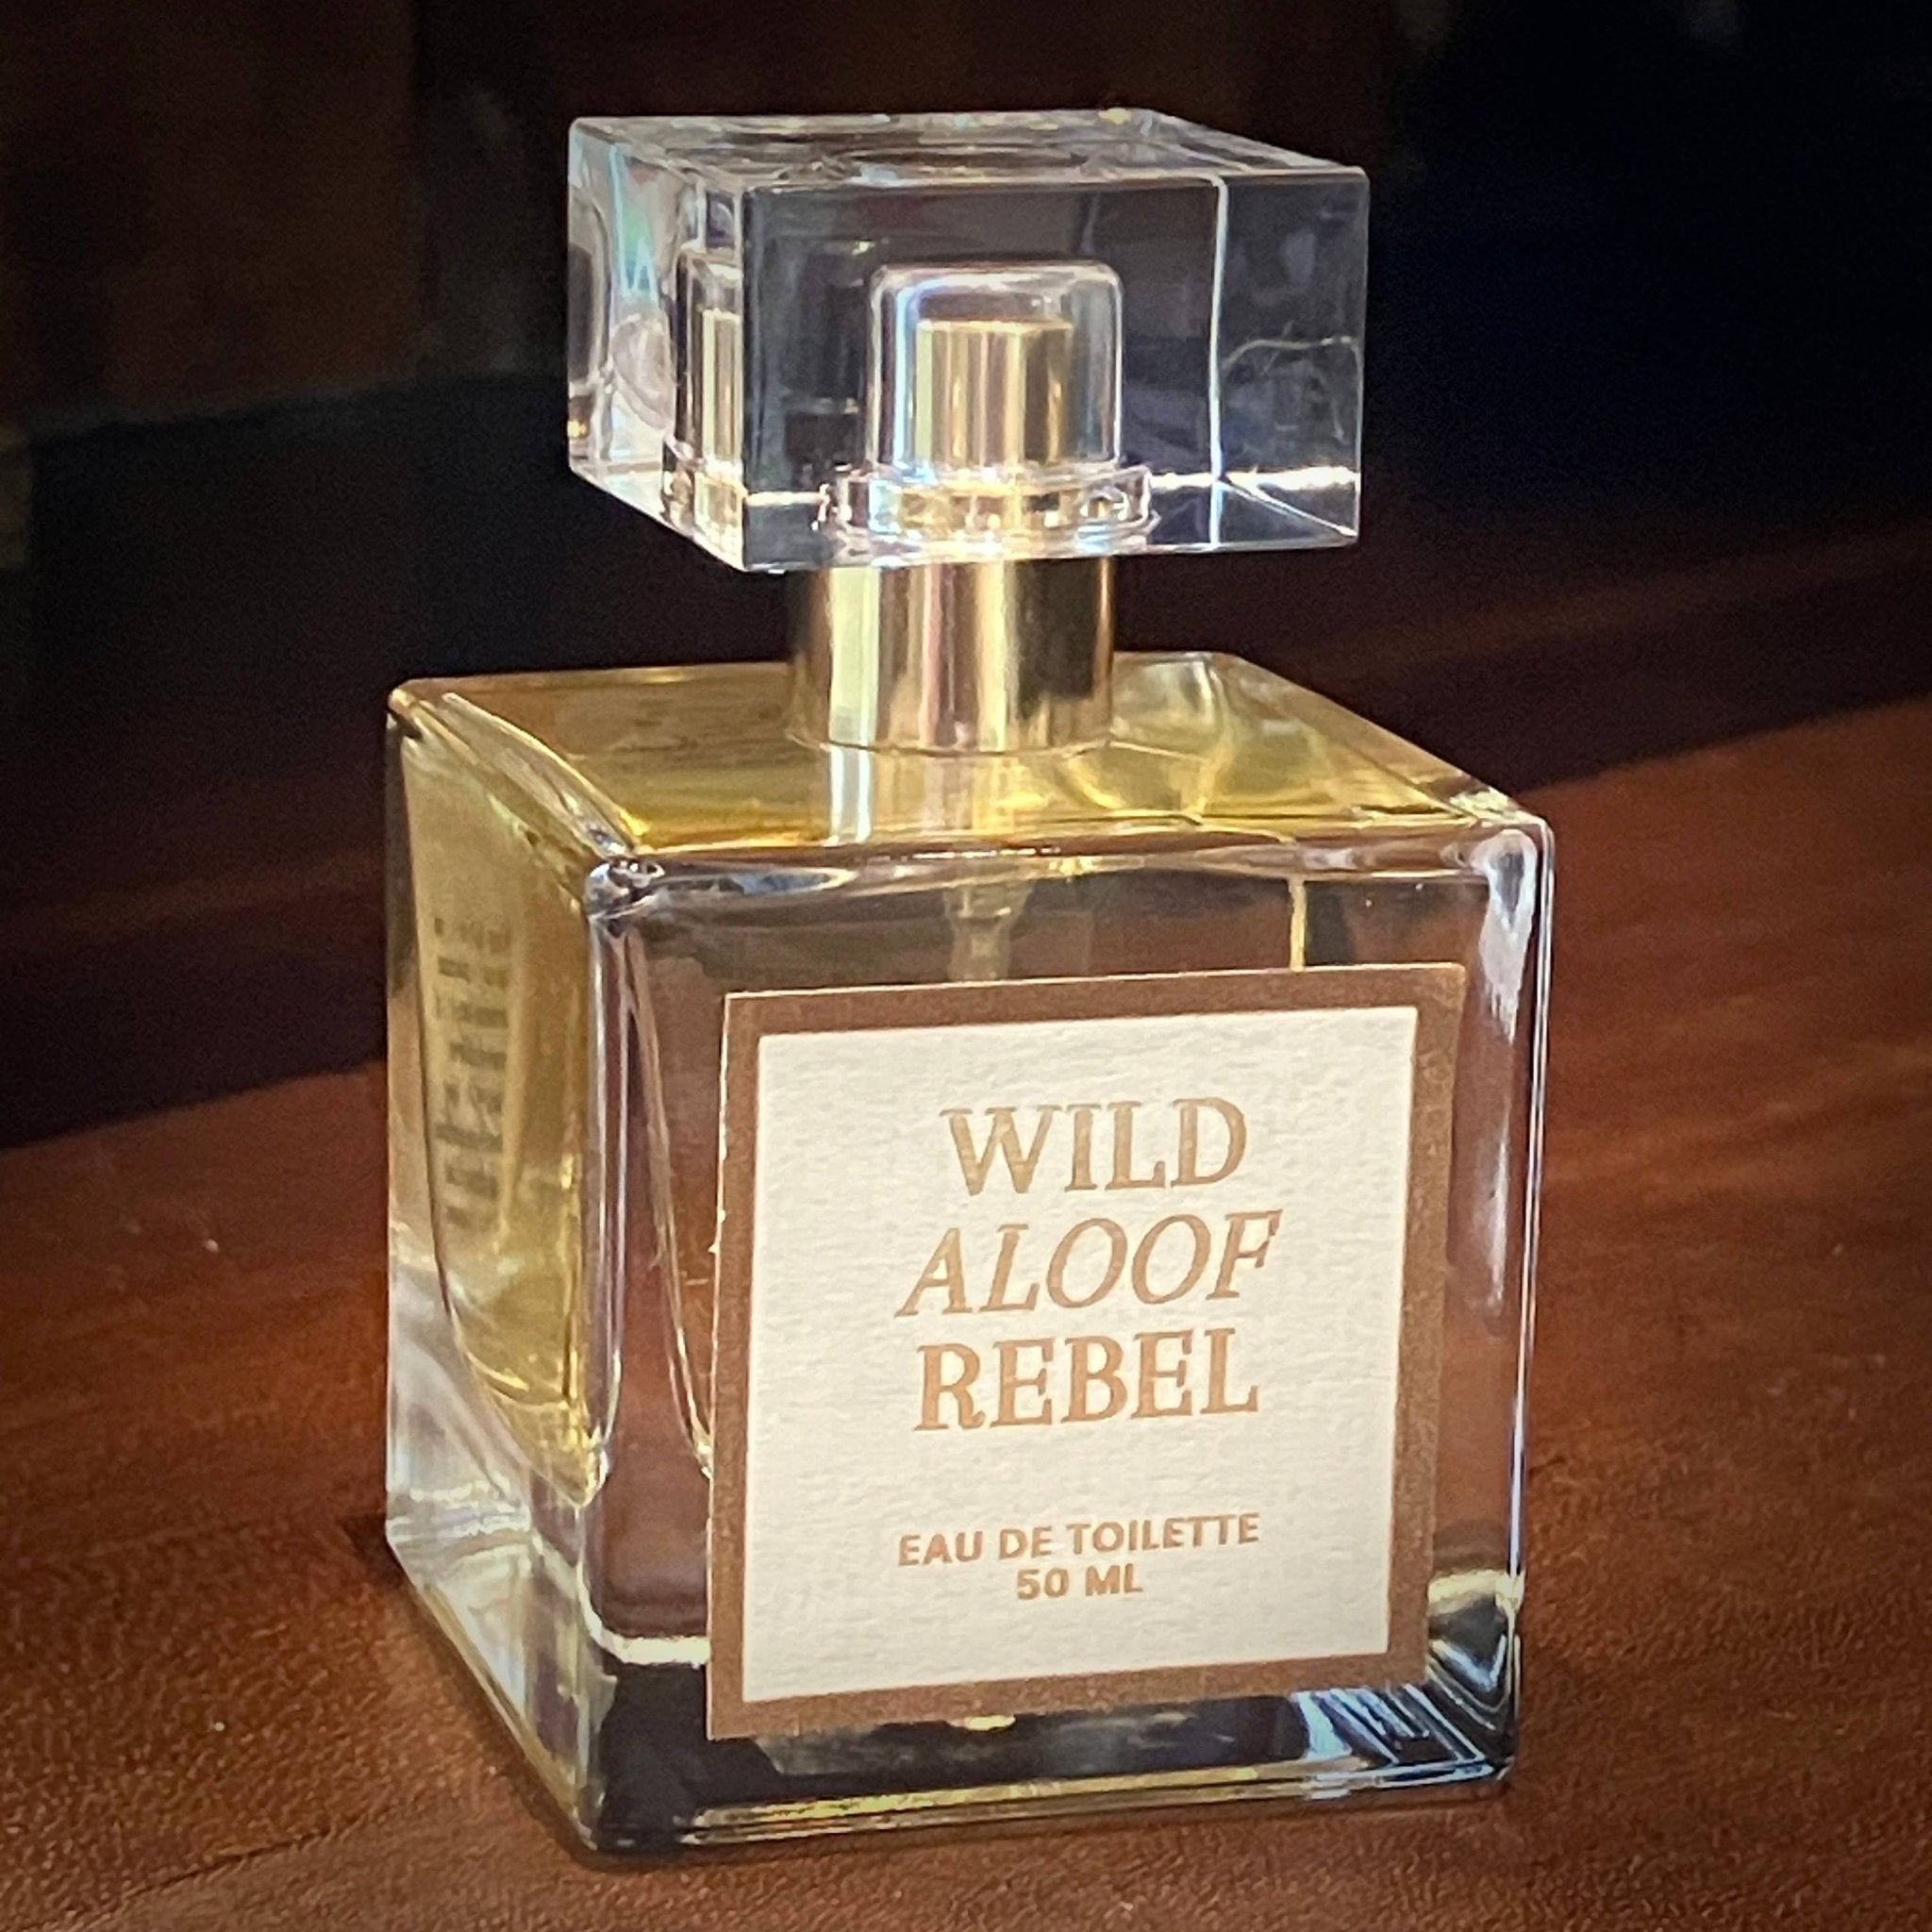 WILD
ALOOF
REBEL
EAU DE TOILETTE
50 ML